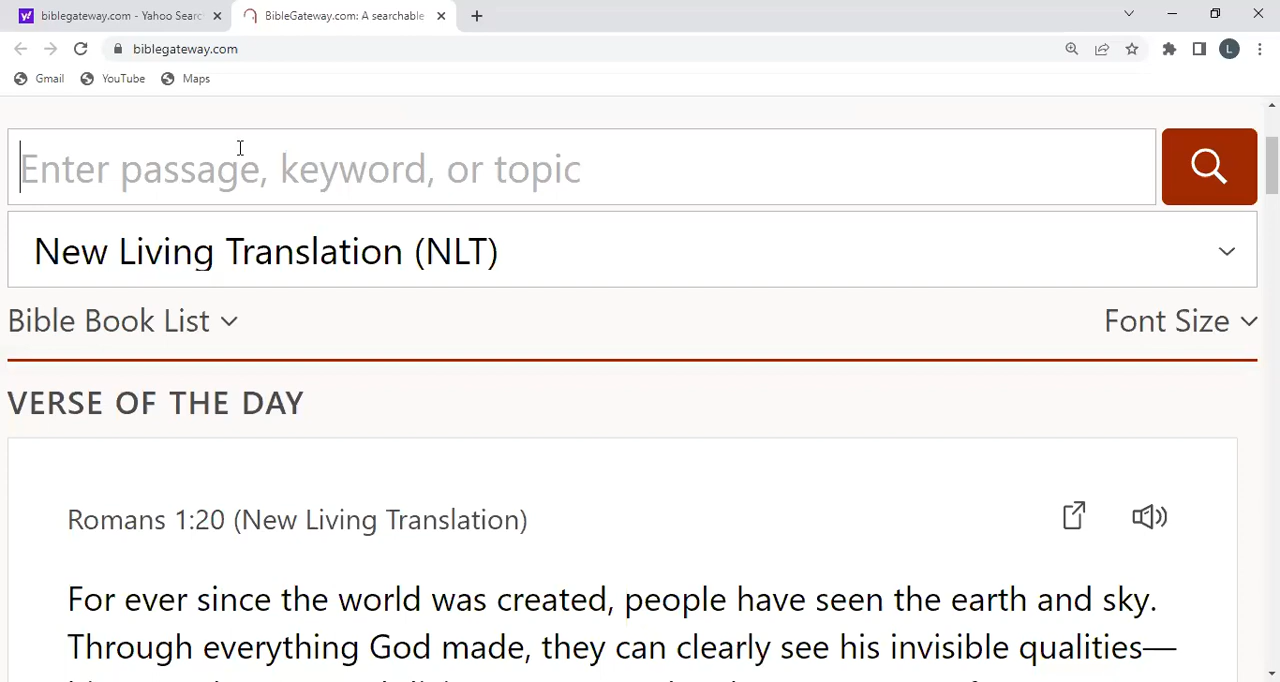 biblegateway.com - Yahoo Searc
BibleGateway.com: A searchable
biblegateway.com
L
Gmail
YouTube
Maps
Enter passage, keyword, or topic
New Living Translation (NLT)
Bible Book List
Font Size
VERSE OF THE DAY
Romans 1:20 (New Living Translation)
For ever since the world was created, people have seen the earth and sky.
Through everything God made, they can clearly see his invisible qualities—